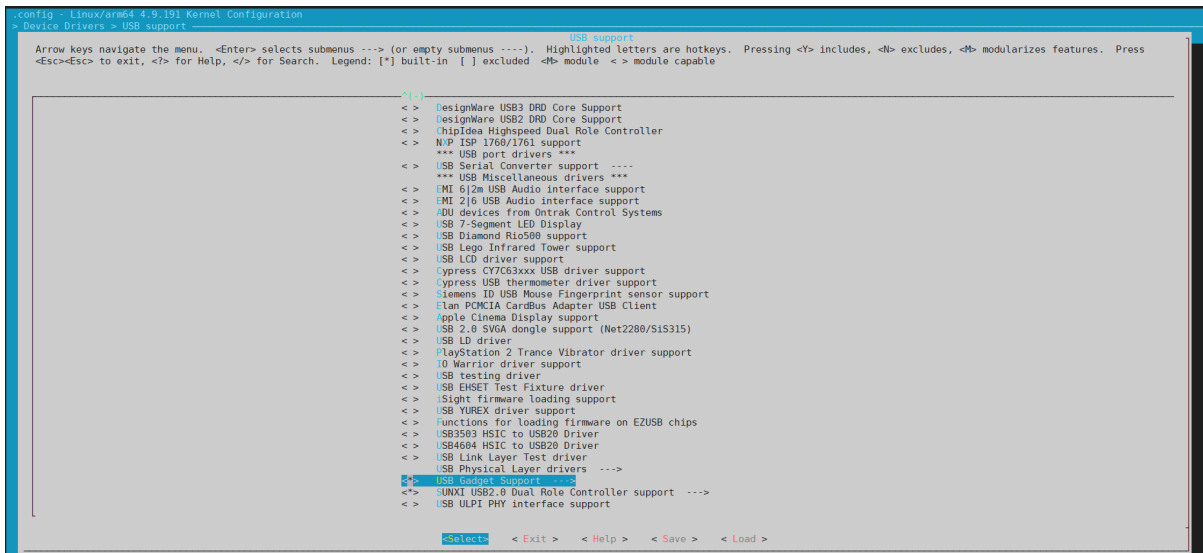 .config - Linux/arm64 4.9.191 Kernel Configuration
> Device Drivers > USB support
USB support
Arrow keys navigate the menu. <Enter> selects submenus ---> (or empty submenus ----). Highlighted letters are hotkeys. Pressing <Y> includes, <N> excludes, <M> modularizes features. Press
<Esc><Esc> to exit, <?> for Help, </> for Search. Legend: [*] built-in [ ] excluded <M> module < > module capable
^(-)
< > DesignWare USB3 DRD Core Support
< > DesignWare USB2 DRD Core Support
< > ChipIdea Highspeed Dual Role Controller
< > NXP ISP 1760/1761 support
*** USB port drivers ***
< > USB Serial Converter support ----
*** USB Miscellaneous drivers ***
< > EMI 6|2m USB Audio interface support
< > EMI 2|6 USB Audio interface support
< > ADU devices from Ontrak Control Systems
< > USB 7-Segment LED Display
< > USB Diamond Rio500 support
< > USB Lego Infrared Tower support
< > USB LCD driver support
< > Cypress CY7C63xxx USB driver support
< > Cypress USB thermometer driver support
< > Siemens ID USB Mouse Fingerprint sensor support
< > Elan PCMCIA CardBus Adapter USB Client
< > Apple Cinema Display support
< > USB 2.0 SVGA dongle support (Net2280/SiS315)
< > USB LD driver
< > PlayStation 2 Trance Vibrator driver support
< > IO Warrior driver support
< > USB testing driver
< > USB EHSET Test Fixture driver
< > iSight firmware loading support
< > USB YUREX driver support
< > Functions for loading firmware on EZUSB chips
< > USB3503 HSIC to USB20 Driver
< > USB4604 HSIC to USB20 Driver
< > USB Link Layer Test driver
USB Physical Layer drivers --->
<*> USB Gadget Support --->
<*> SUNXI USB2.0 Dual Role Controller support --->
< > USB ULPI PHY interface support
<Select> < Exit > < Help > < Save > < Load >